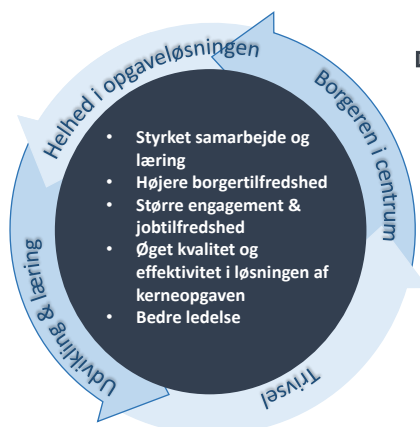 Helhed i opgaveløsningen
D
Borgeren i centrum
• Styrket samarbejde og
læring
• Højere borgertilfredshed
• Større engagement &
jobtilfredshed
• Øget kvalitet og
effektivitet i løsningen af
kerneopgaven
• Bedre ledelse
Udvikling & læring
Trivsel